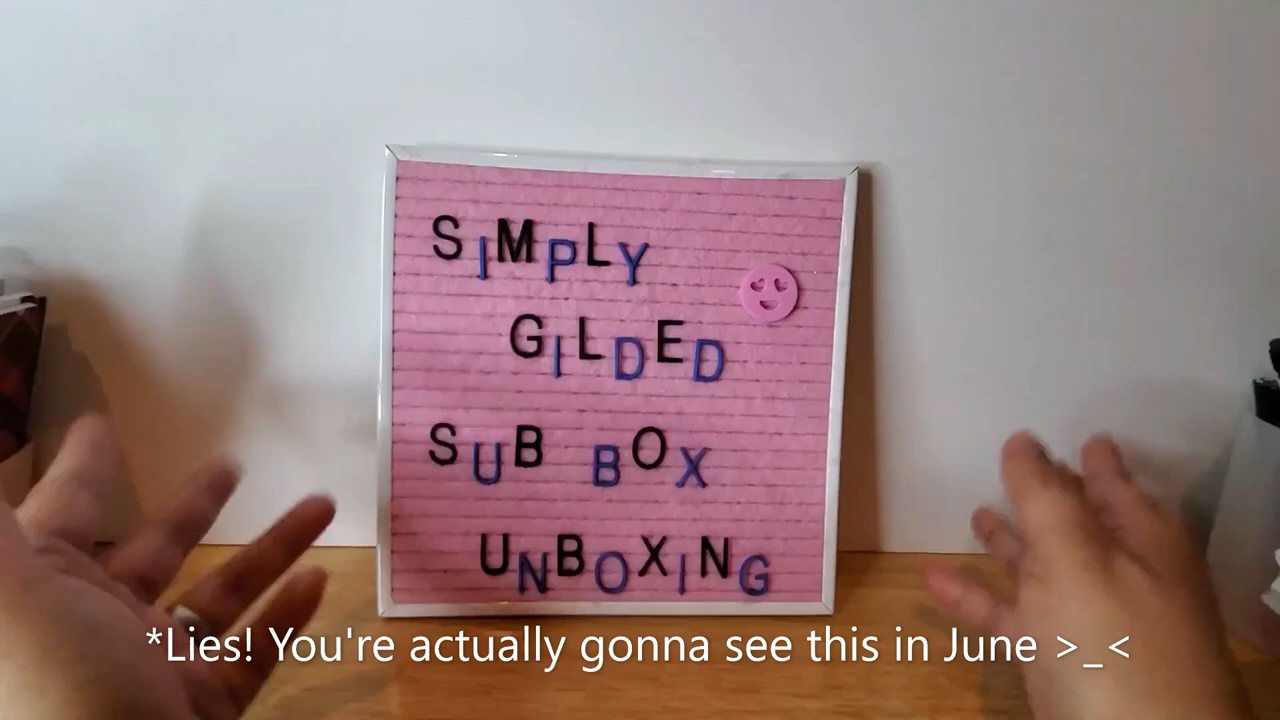 SIMPLY
GILDED
SUB BOX
UNBOXING
*Lies! You're actually gonna see this in June >_<